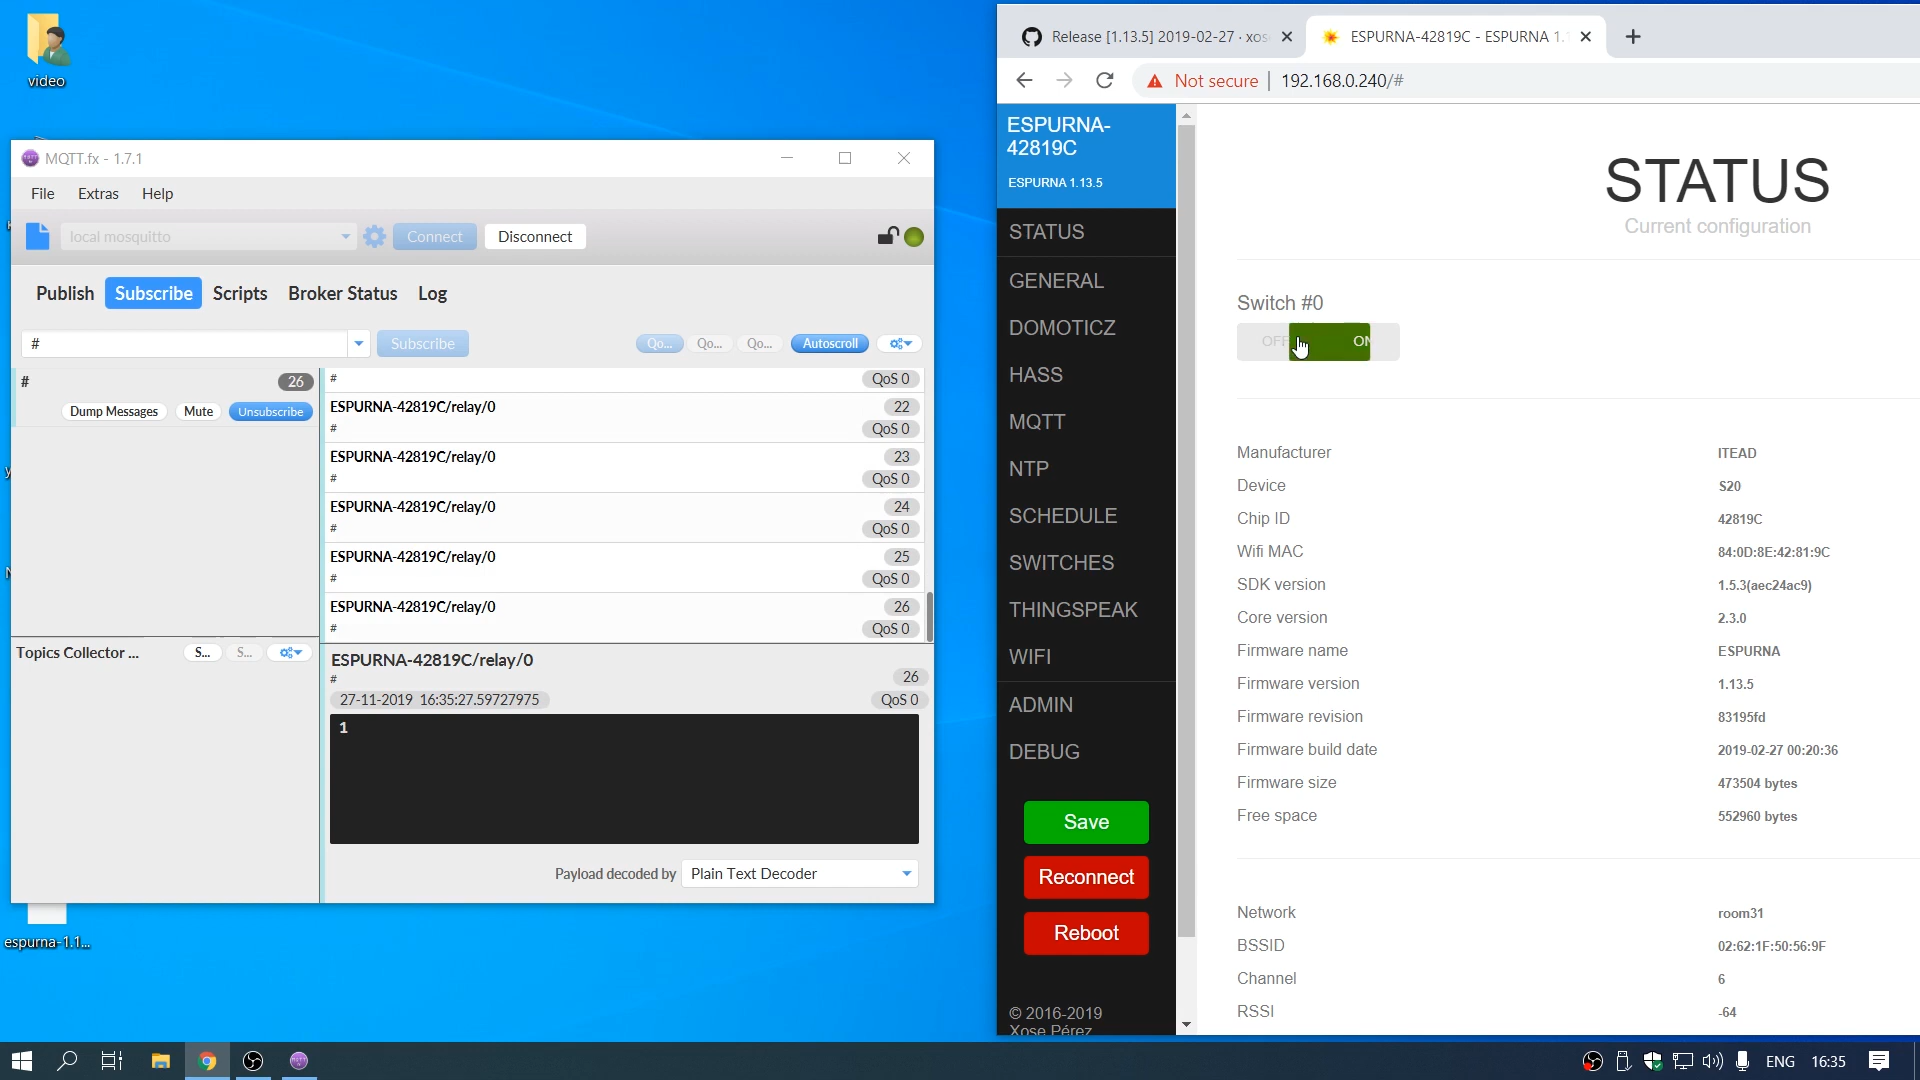 video
MQTT.fx - 1.7.1
File Extras Help
local mosquitto
Connect
Disconnect
Publish Subscribe Scripts Broker Status Log
#
Subscribe
Qo... Qo... Qo... Autoscroll
# 26
Dump Messages Mute Unsubscribe
# QoS 0
ESPURNA-42819C/relay/0 22
# QoS 0
ESPURNA-42819C/relay/0 23
# QoS 0
ESPURNA-42819C/relay/0 24
# QoS 0
ESPURNA-42819C/relay/0 25
# QoS 0
ESPURNA-42819C/relay/0 26
# QoS 0
Topics Collector ... S... S...
ESPURNA-42819C/relay/0
# 26
27-11-2019 16:35:27.59727975 QoS 0
1
Payload decoded by Plain Text Decoder
espurna-1.1...
Release [1.13.5] 2019-02-27 · xos
ESPURNA-42819C - ESPURNA 1.1
Not secure 192.168.0.240/#
ESPURNA-
42819C
ESPURNA 1.13.5
STATUS
GENERAL
DOMOTICZ
HASS
MQTT
NTP
SCHEDULE
SWITCHES
THINGSPEAK
WIFI
ADMIN
DEBUG
Save
Reconnect
Reboot
© 2016-2019
Xose Pérez
STATUS
Current configuration
Switch #0
OFF ON
Manufacturer ITEAD
Device S20
Chip ID 42819C
Wifi MAC 84:0D:8E:42:81:9C
SDK version 1.5.3(aec24ac9)
Core version 2.3.0
Firmware name ESPURNA
Firmware version 1.13.5
Firmware revision 83195fd
Firmware build date 2019-02-27 00:20:36
Firmware size 473504 bytes
Free space 552960 bytes
Network room31
BSSID 02:62:1F:50:56:9F
Channel 6
RSSI -64
ENG 16:35